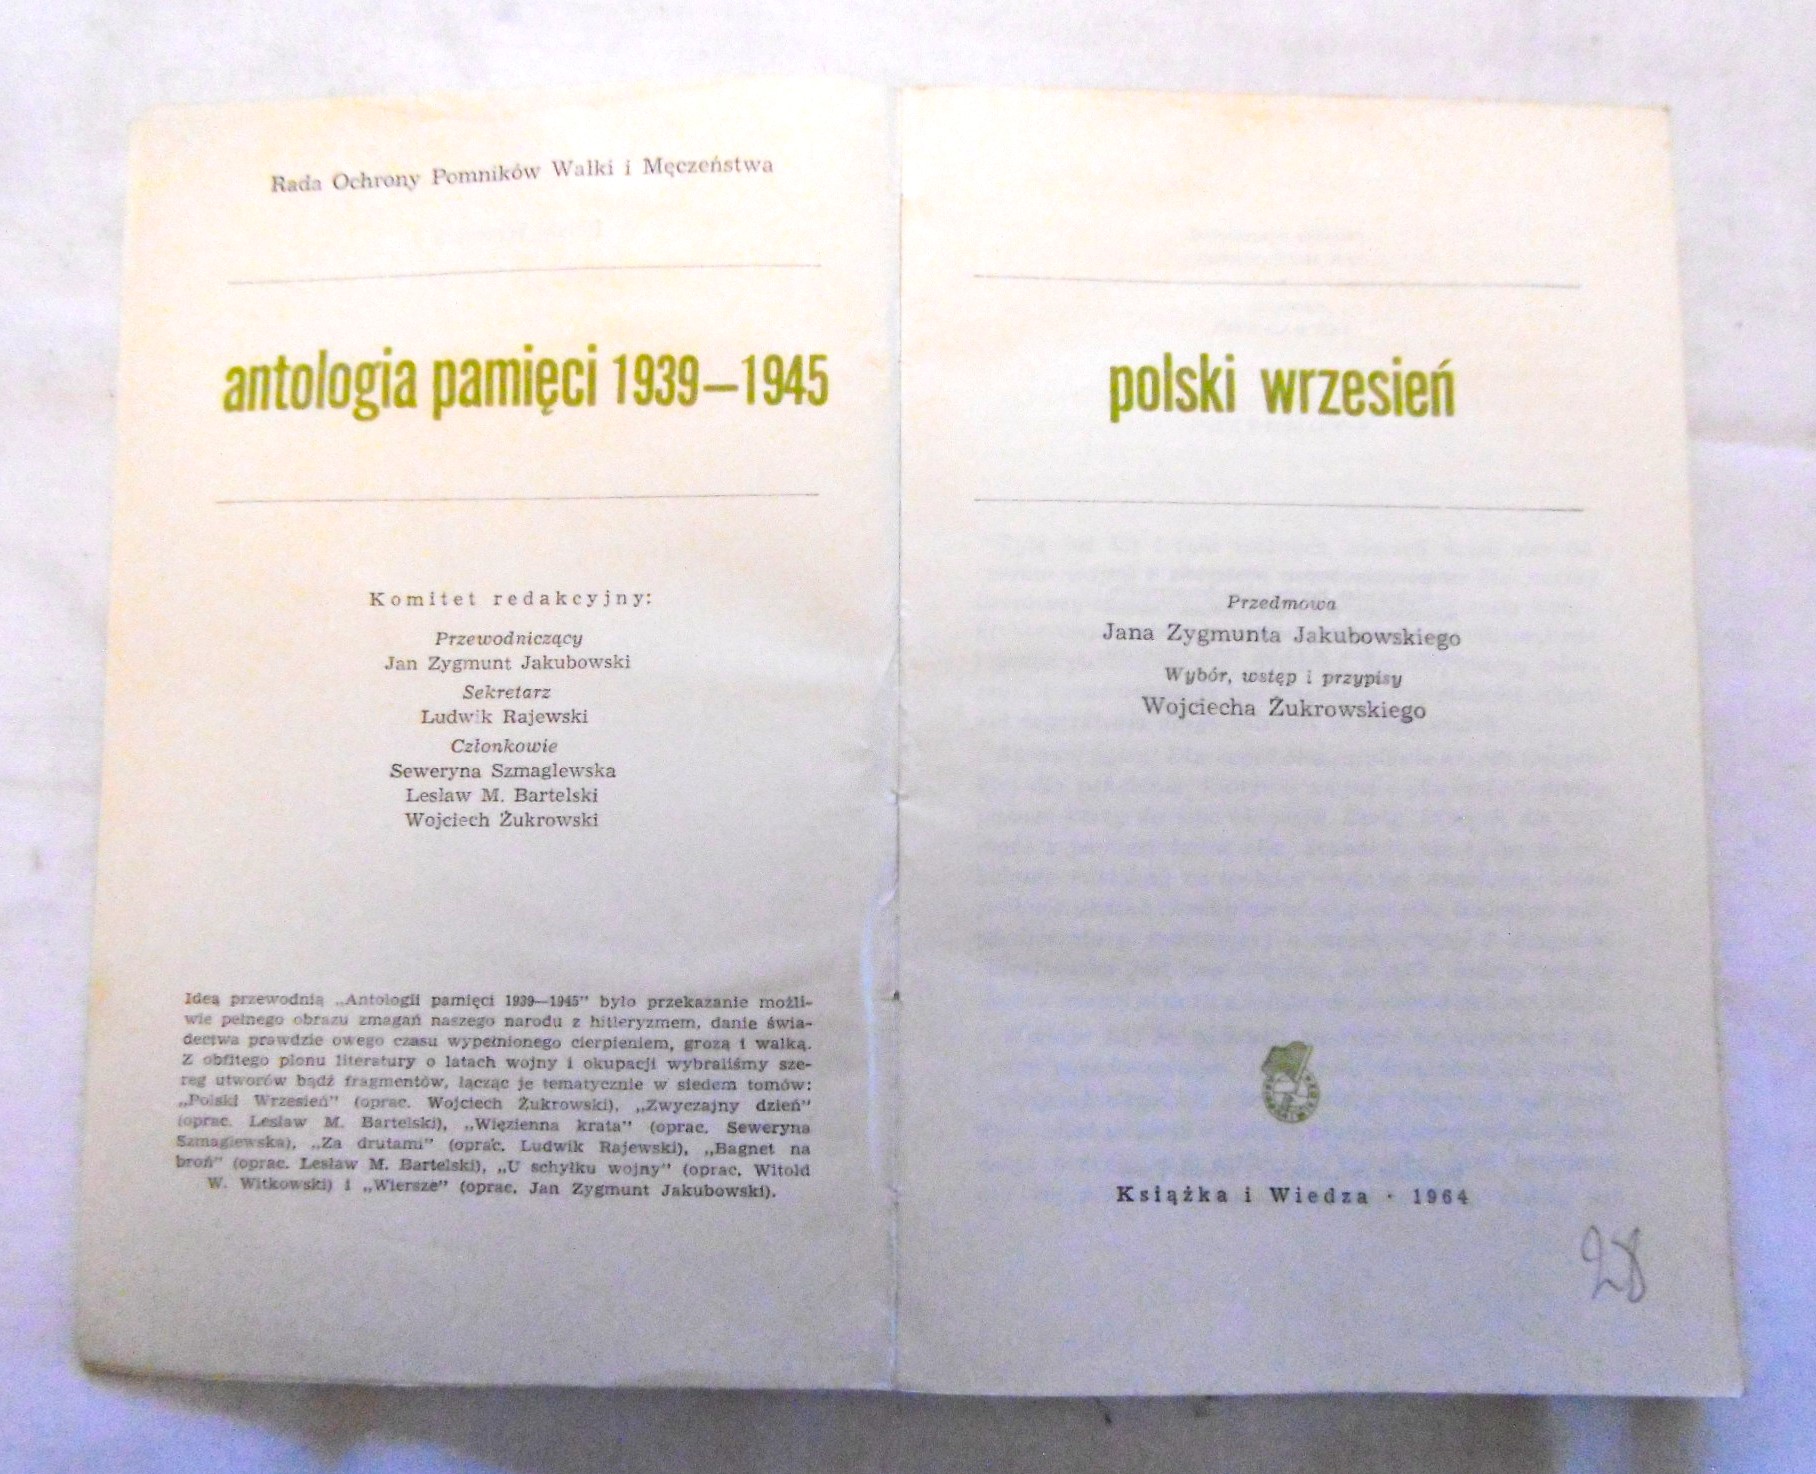 Rada Ochrony Pomników Walki i Męczeństwa
antologia pamięci 1939—1945
Komitet redakcyjny:
Przewodniczący
Jan Zygmunt Jakubowski
Sekretarz
Ludwik Rajewski
Członkowie
Seweryna Szmaglewska
Lesław M. Bartelski
Wojciech Żukrowski
Ideą przewodnią „Antologii pamięci 1939—1945” było przekazanie możli-
wie pełnego obrazu zmagań naszego narodu z hitleryzmem, danie świa-
dectwa prawdzie owego czasu wypełnionego cierpieniem, grozą i walką.
Z obfitego plonu literatury o latach wojny i okupacji wybraliśmy sze-
reg utworów bądź fragmentów, łącząc je tematycznie w siedem tomów:
„Polski Wrzesień” (oprac. Wojciech Żukrowski), „Zwyczajny dzień”
(oprac. Lesław M. Bartelski), „Więzienna krata” (oprac. Seweryna
Szmaglewska), „Za drutami” (oprac. Ludwik Rajewski), „Bagnet na
broń” (oprac. Lesław M. Bartelski), „U schyłku wojny” (oprac. Witold
W. Witkowski) i „Wiersze” (oprac. Jan Zygmunt Jakubowski).
polski wrzesień
Przedmowa
Jana Zygmunta Jakubowskiego
Wybór, wstęp i przypisy
Wojciecha Żukrowskiego
Książka i Wiedza · 1964
28